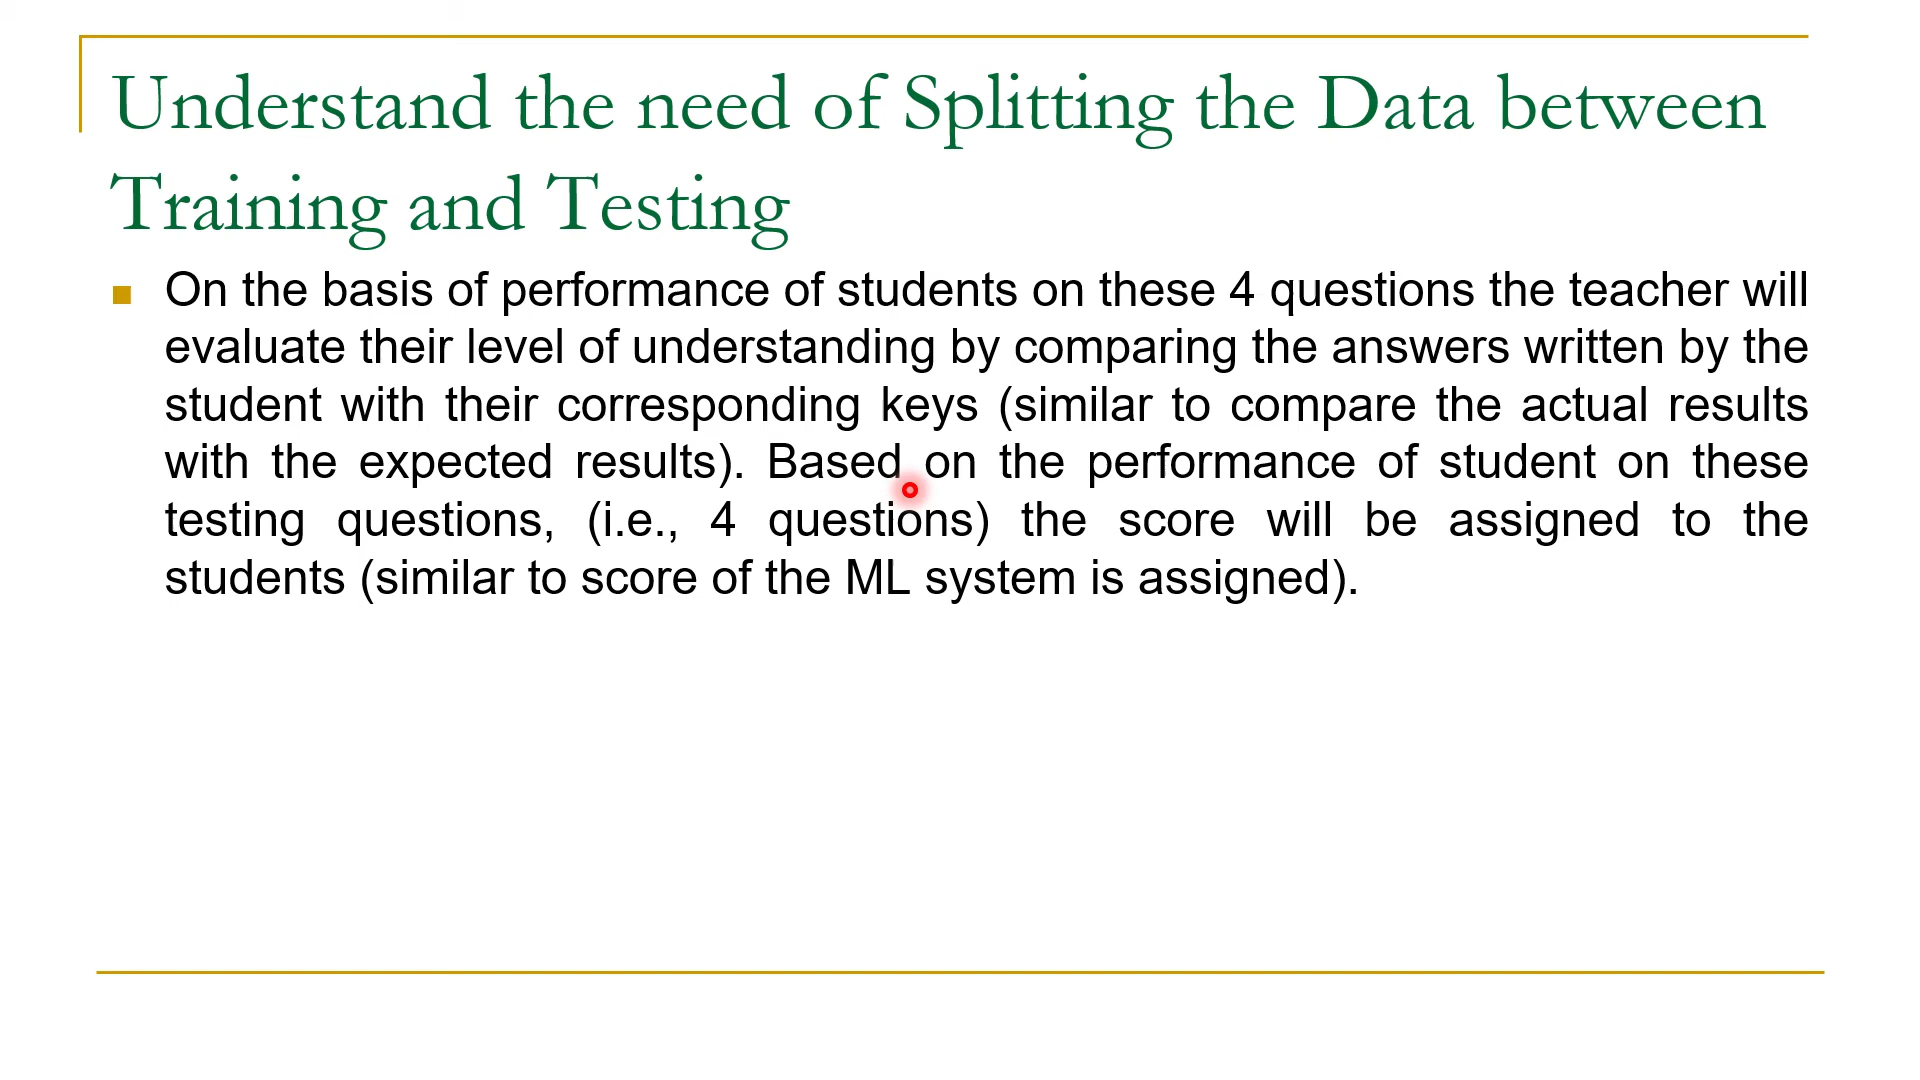 Understand the need of Splitting the Data between
Training and Testing
On the basis of performance of students on these 4 questions the teacher will
evaluate their level of understanding by comparing the answers written by the
student with their corresponding keys (similar to compare the actual results
with the expected results). Based on the performance of student on these
testing questions, (i.e., 4 questions) the score will be assigned to the
students (similar to score of the ML system is assigned).